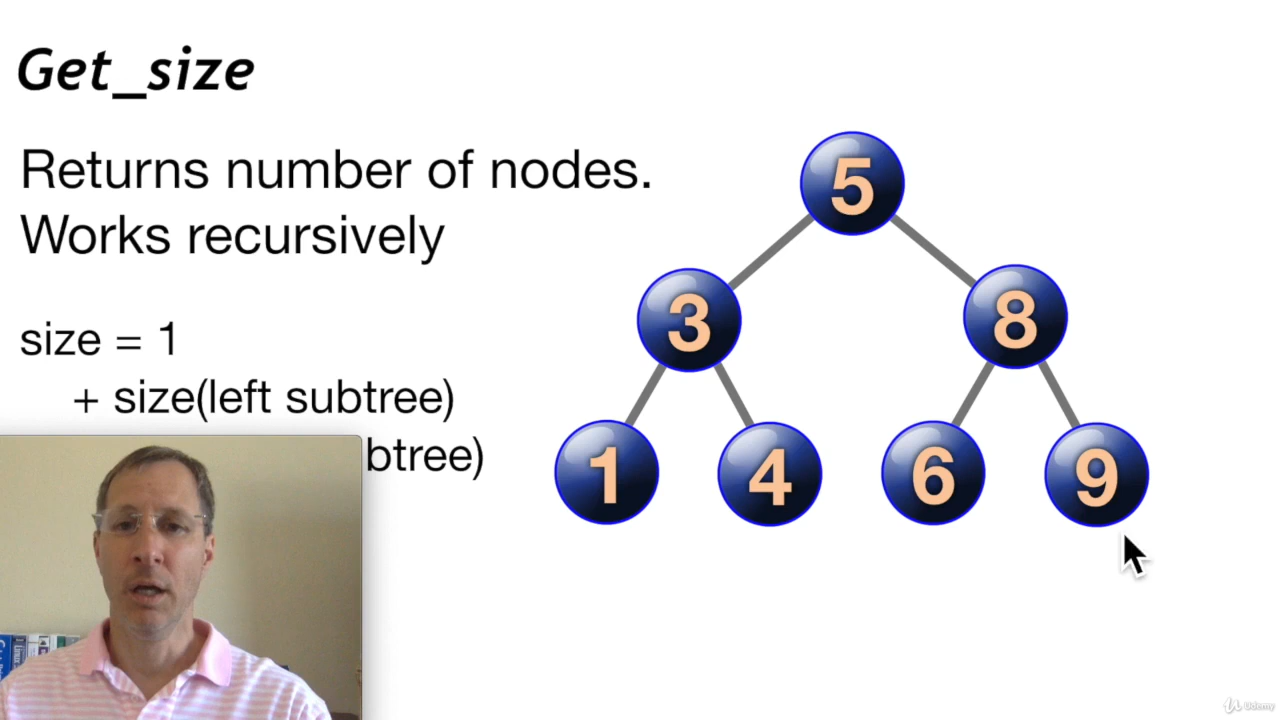 Get_size
Returns number of nodes.
Works recursively
size = 1
+ size(left subtree)
btree)
5
3
8
1
4
6
9
Udemy